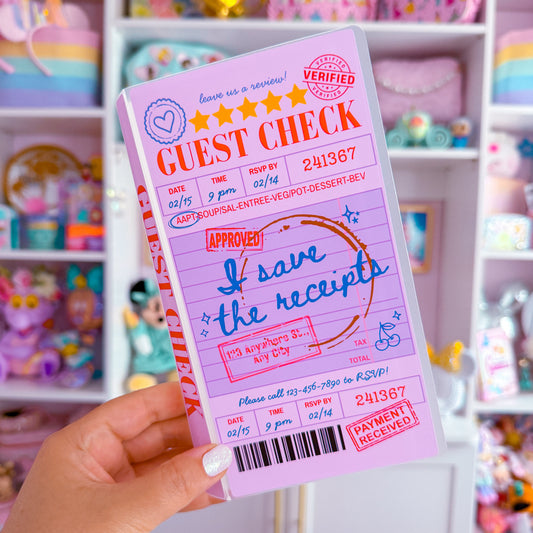 leave us a review!
VERIFIED
VERIFIED
VERIFIED
GUEST CHECK
DATE TIME RSVP BY 241367
02/15 9 pm 02/14
AAPT-SOUP/SAL-ENTREE-VEG/POT-DESSERT-BEV
APPROVED
I save
the receipts
123 Anywhere St.,
Any City
TAX
TOTAL
Please call 123-456-7890 to RSVP!
DATE TIME RSVP BY 241367
02/15 9 pm 02/14
PAYMENT
RECEIVED
GUEST CHECK